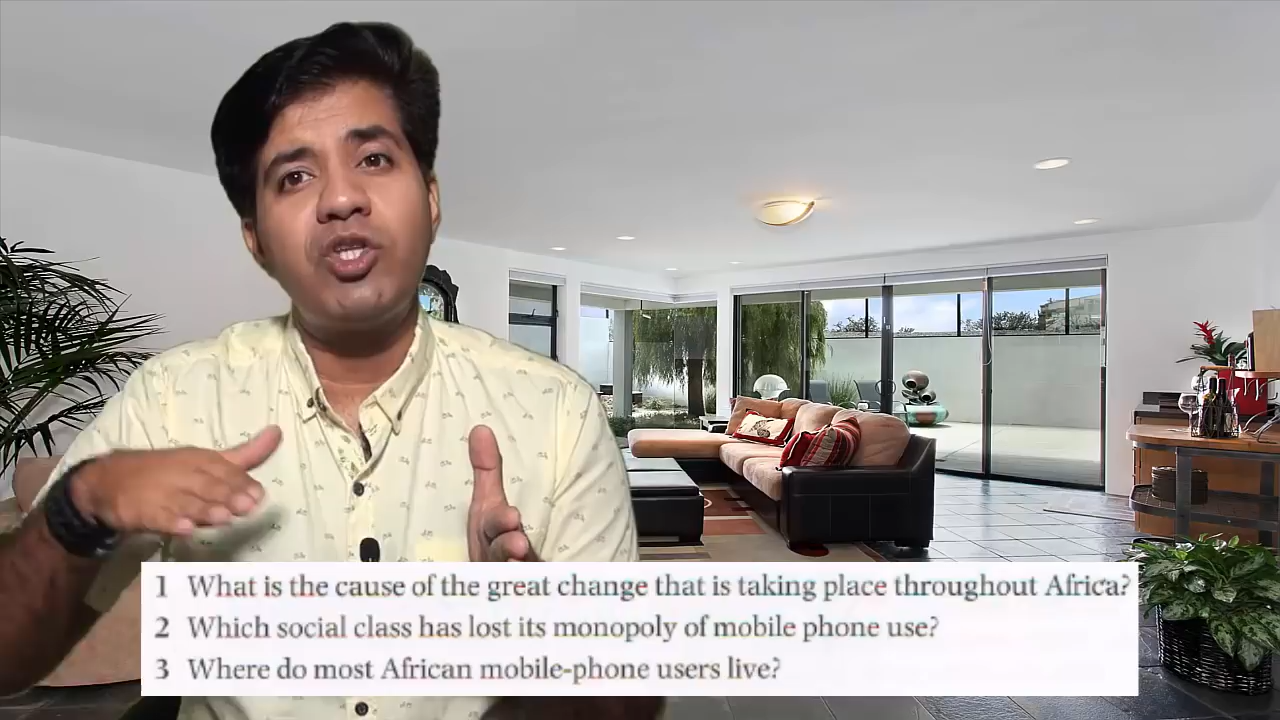 1 What is the cause of the great change that is taking place throughout Africa?
2 Which social class has lost its monopoly of mobile phone use?
3 Where do most African mobile-phone users live?